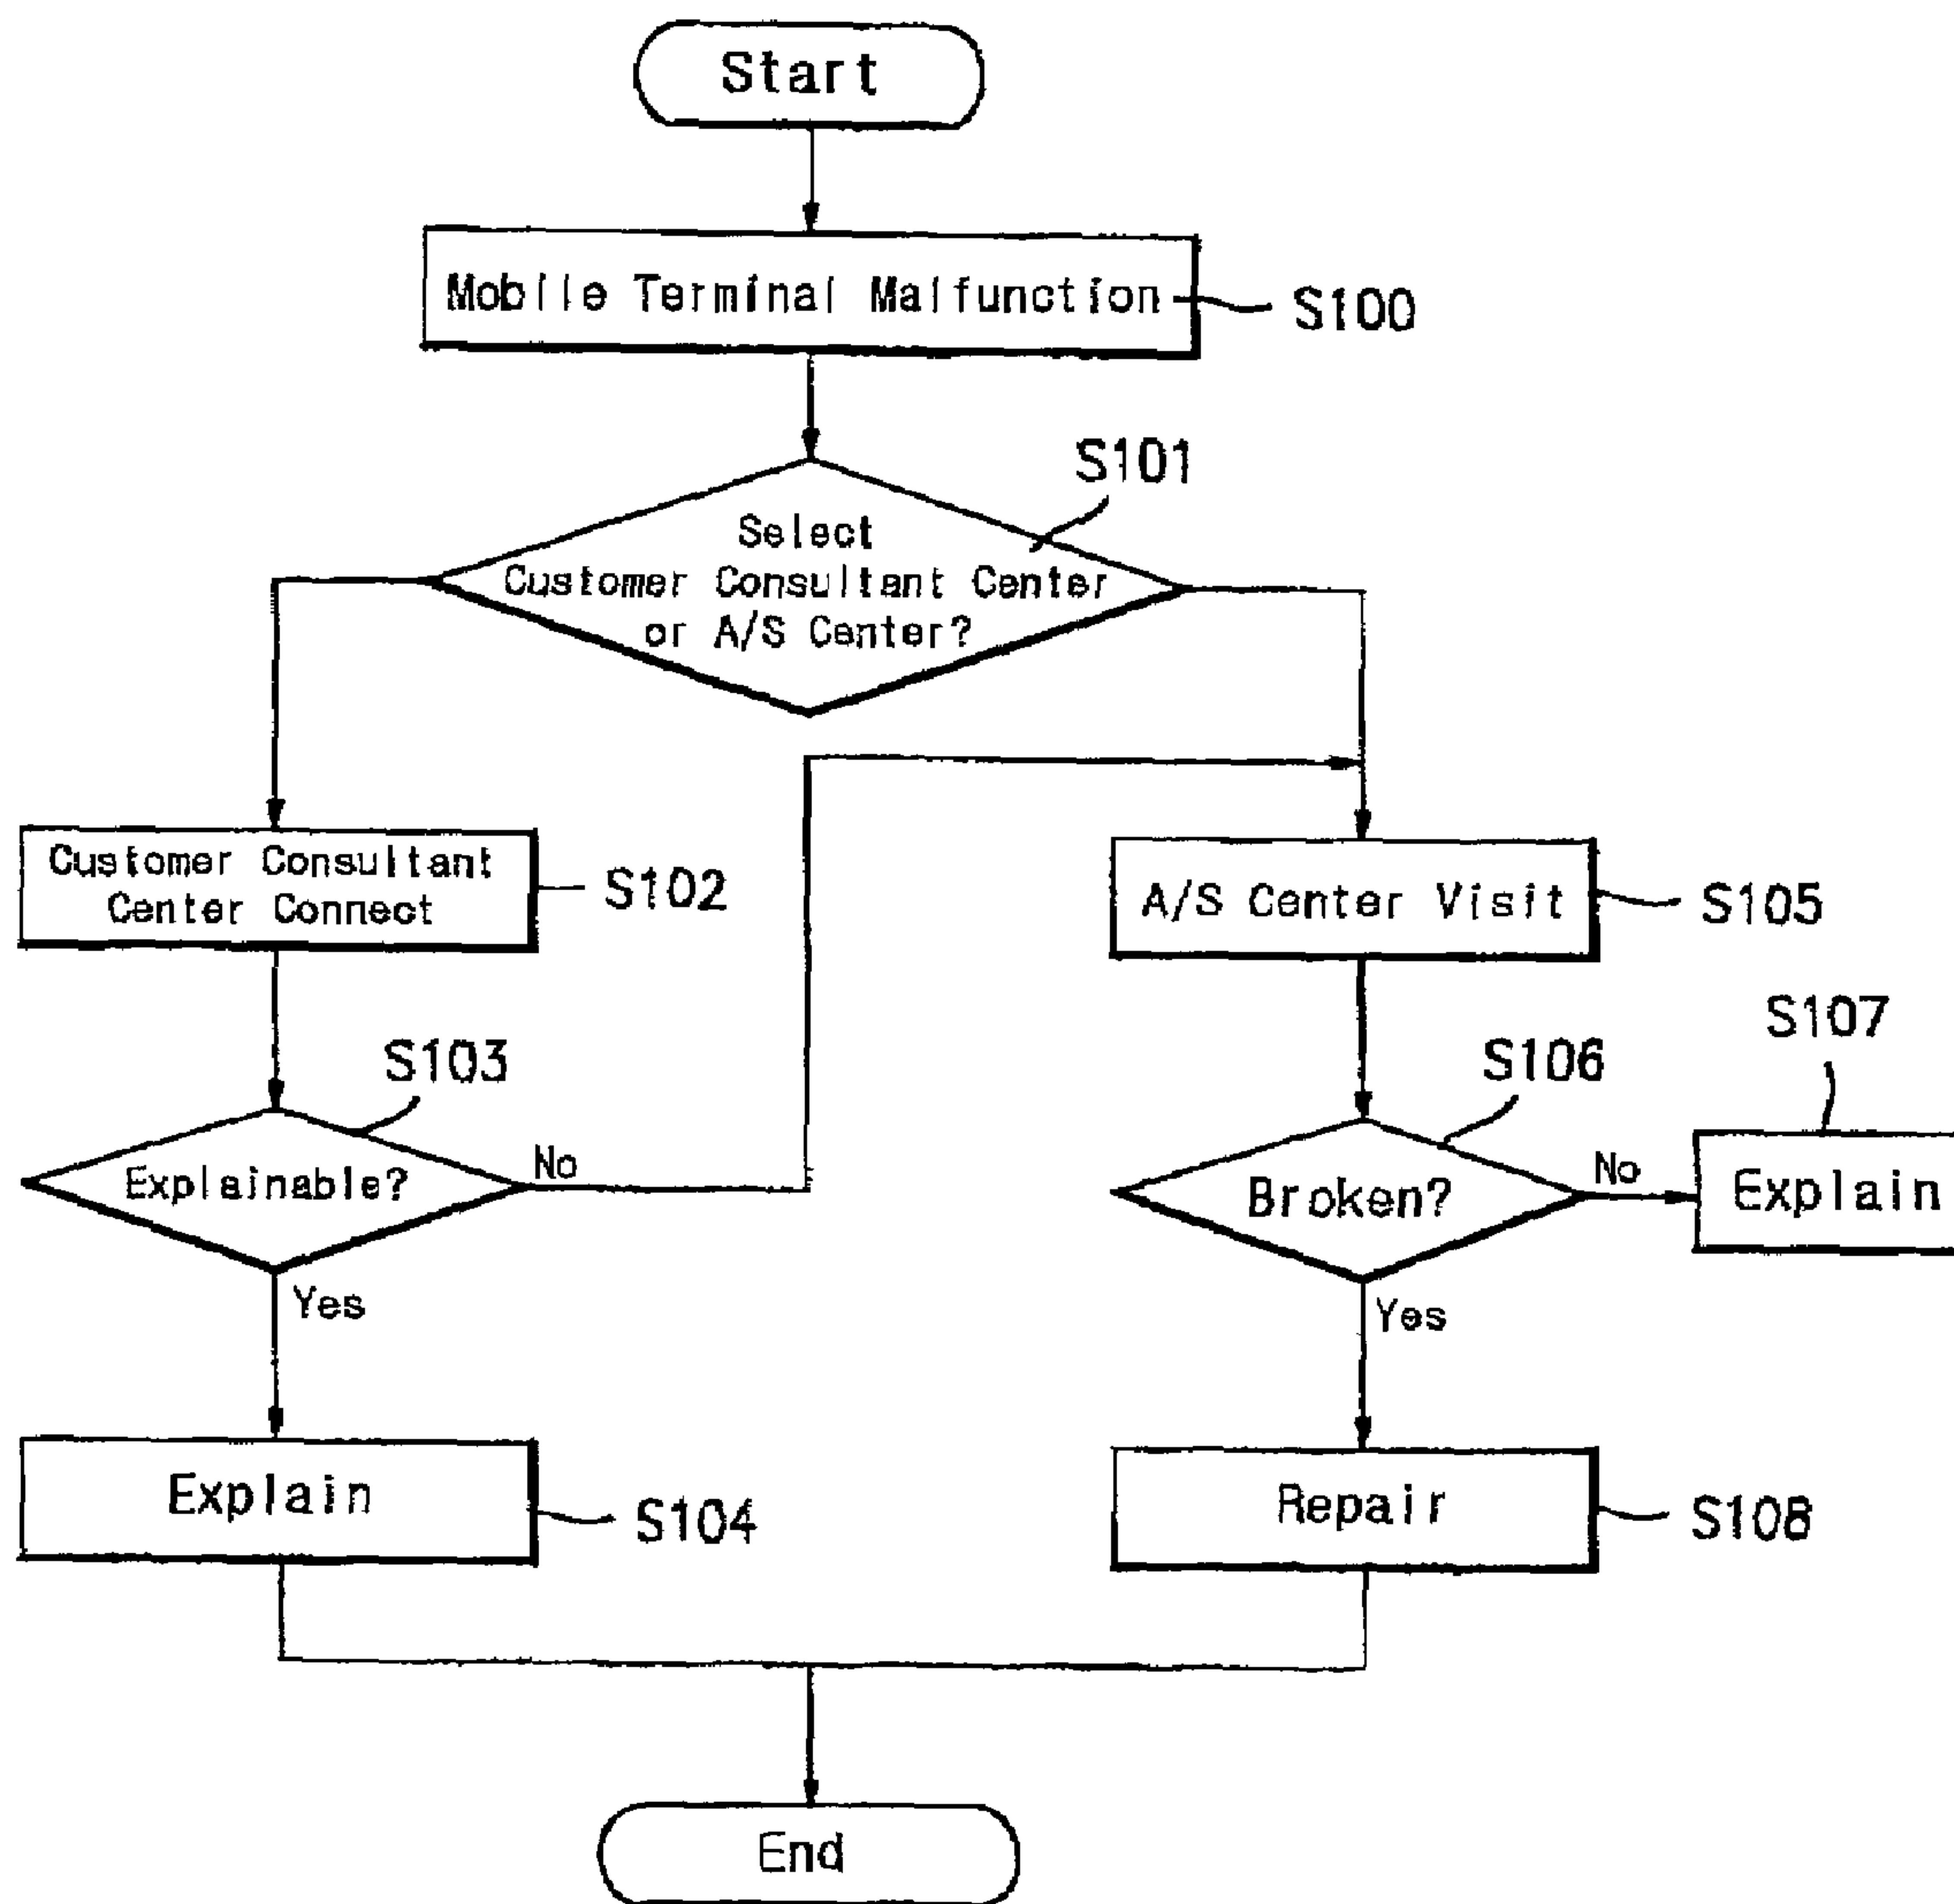 Start
Mobile Terminal Malfunction
S100
S101
Select
Customer Consultant Center
or A/S Center?
Customer Consultant
Center Connect
S102
A/S Center Visit
S105
S103
Explainable?
No
Yes
S106
Broken?
No
Yes
S107
Explain
Explain
S104
Repair
S108
End